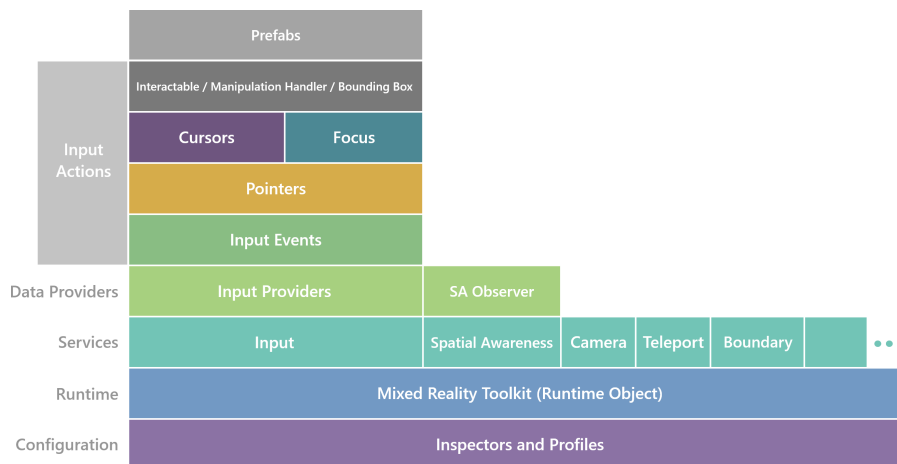 Prefabs
Interactable / Manipulation Handler / Bounding Box
Input
Actions
Cursors
Focus
Pointers
Input Events
Data Providers
Input Providers
SA Observer
Services
Input
Spatial Awareness
Camera
Teleport
Boundary
Runtime
Mixed Reality Toolkit (Runtime Object)
Configuration
Inspectors and Profiles